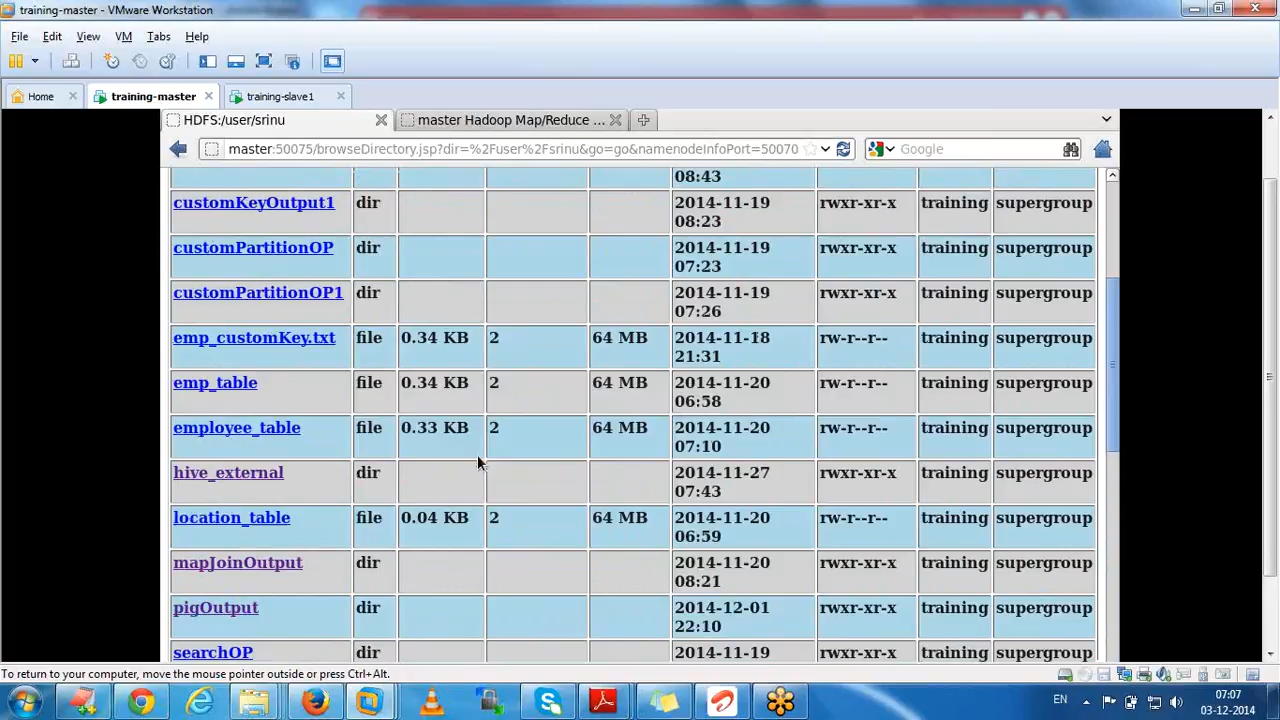 training-master - VMware Workstation
File Edit View VM Tabs Help
Home training-master training-slave1
HDFS:/user/srinu master Hadoop Map/Reduce ...
master:50075/browseDirectory.jsp?dir=%2Fuser%2Fsrinu&go=go&namenodeInfoPort=50070 Google
08:43
customKeyOutput1 dir 2014-11-19 rwxr-xr-x training supergroup
08:23
customPartitionOP dir 2014-11-19 rwxr-xr-x training supergroup
07:23
customPartitionOP1 dir 2014-11-19 rwxr-xr-x training supergroup
07:26
emp_customKey.txt file 0.34 KB 2 64 MB 2014-11-18 rw-r--r-- training supergroup
21:31
emp_table file 0.34 KB 2 64 MB 2014-11-20 rw-r--r-- training supergroup
06:58
employee_table file 0.33 KB 2 64 MB 2014-11-20 rw-r--r-- training supergroup
07:10
hive_external dir 2014-11-27 rwxr-xr-x training supergroup
07:43
location_table file 0.04 KB 2 64 MB 2014-11-20 rw-r--r-- training supergroup
06:59
mapJoinOutput dir 2014-11-20 rwxr-xr-x training supergroup
08:21
pigOutput dir 2014-12-01 rwxr-xr-x training supergroup
22:10
searchOP dir 2014-11-19 rwxr-xr-x training supergroup
To return to your computer, move the mouse pointer outside or press Ctrl+Alt.
EN 07:07
03-12-2014